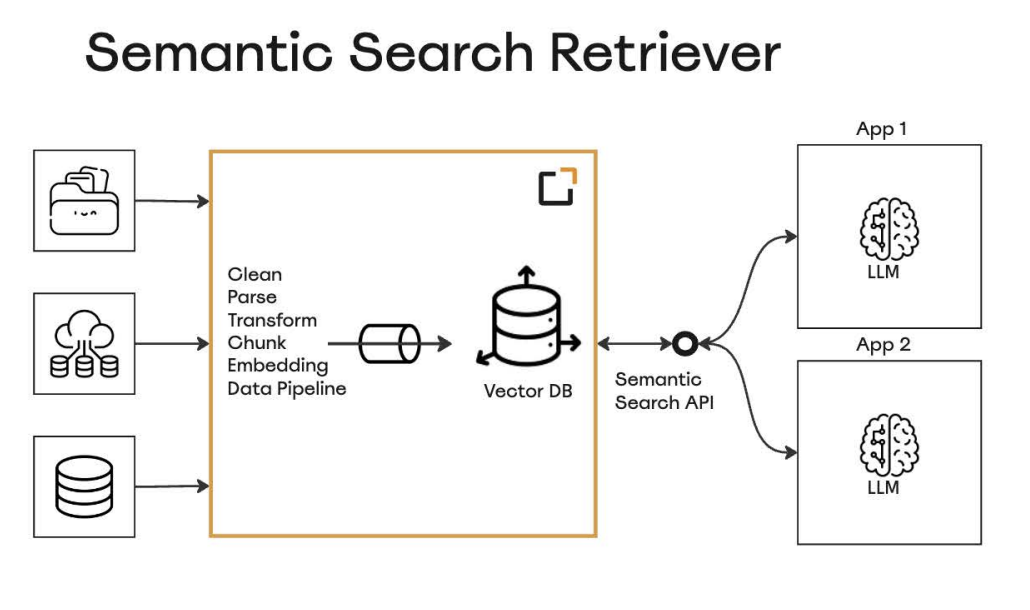 Semantic Search Retriever
Clean
Parse
Transform
Chunk
Embedding
Data Pipeline
Vector DB
Semantic
Search API
App 1
LLM
App 2
LLM